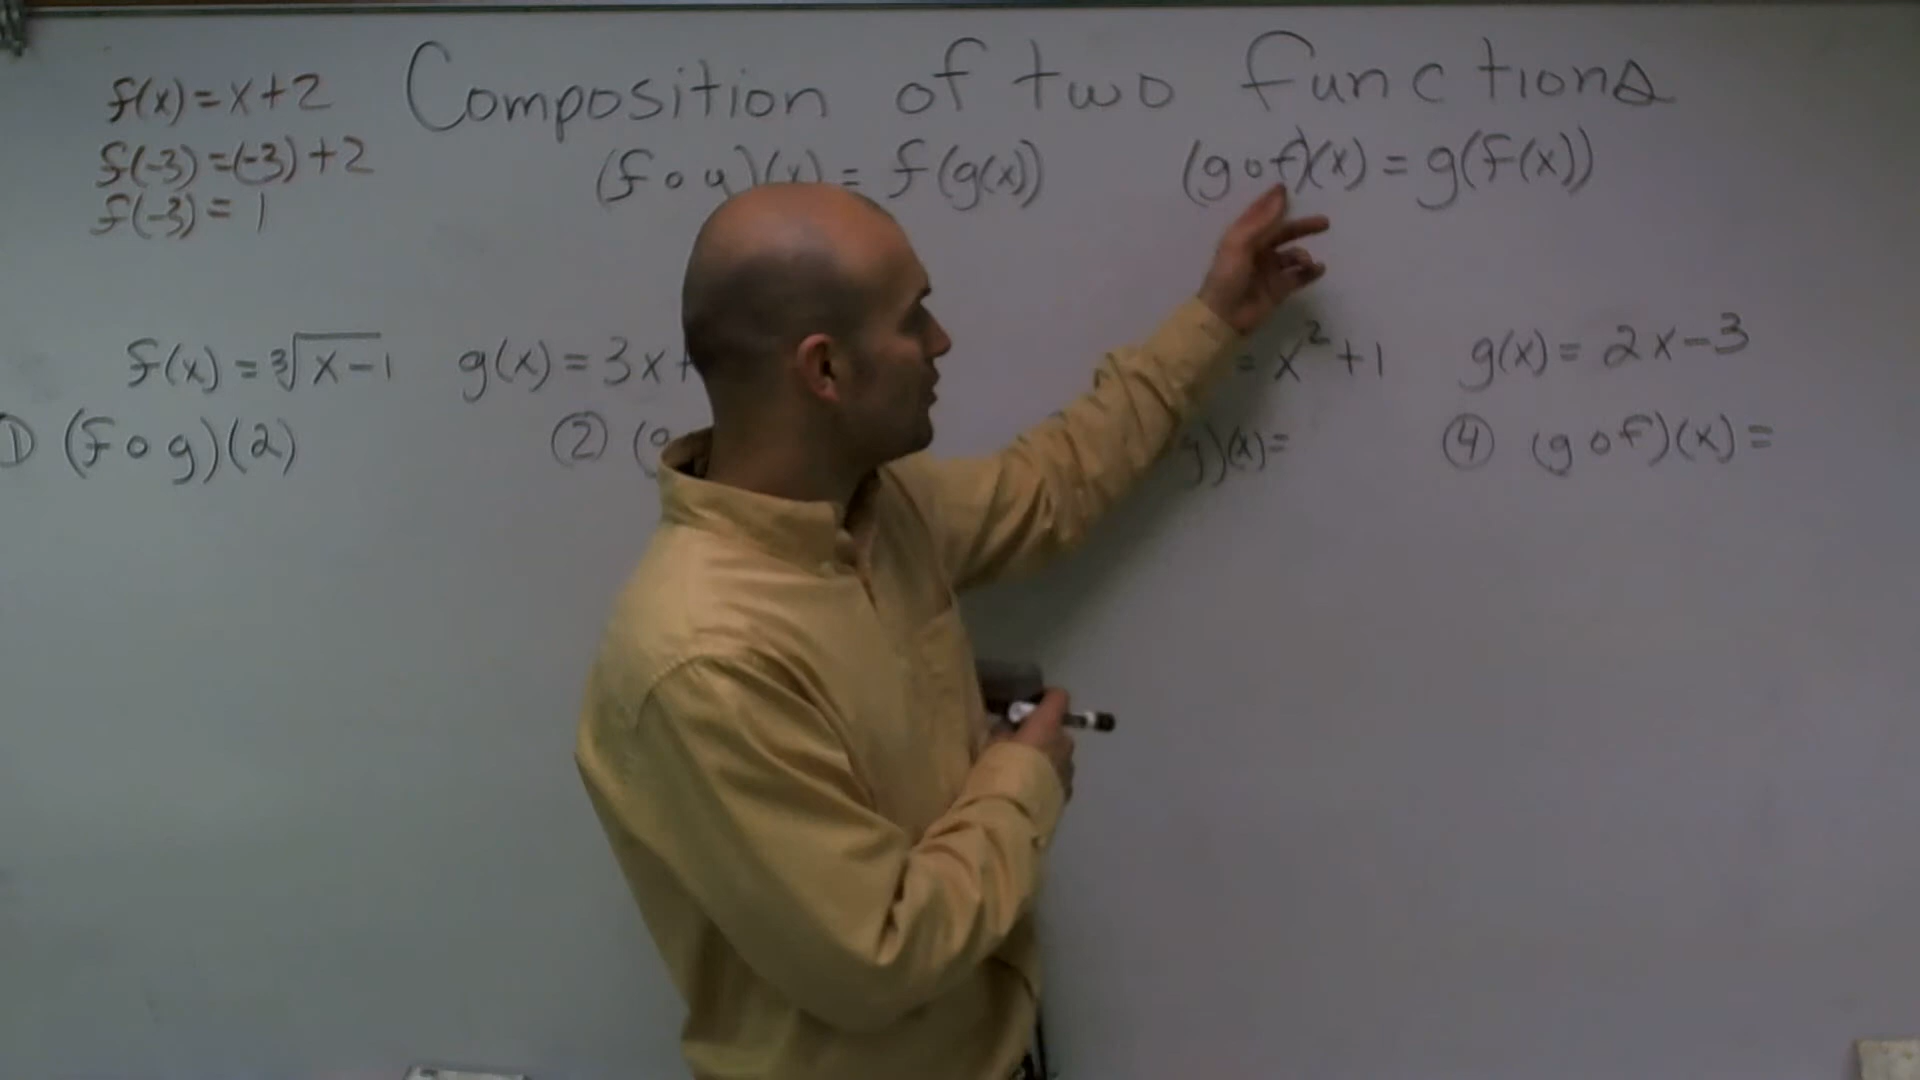 Composition of two functions
f(x) = x+2
f(-3) = (-3) + 2
f(-3) = 1
(f ∘ g)(x) = f(g(x))
(g ∘ f)(x) = g(f(x))
f(x) = ∛(x-1) g(x) = 3x+
= x² + 1 g(x) = 2x-3
① (f ∘ g)(2)
② (g
g)(x) =
④ (g ∘ f)(x) =